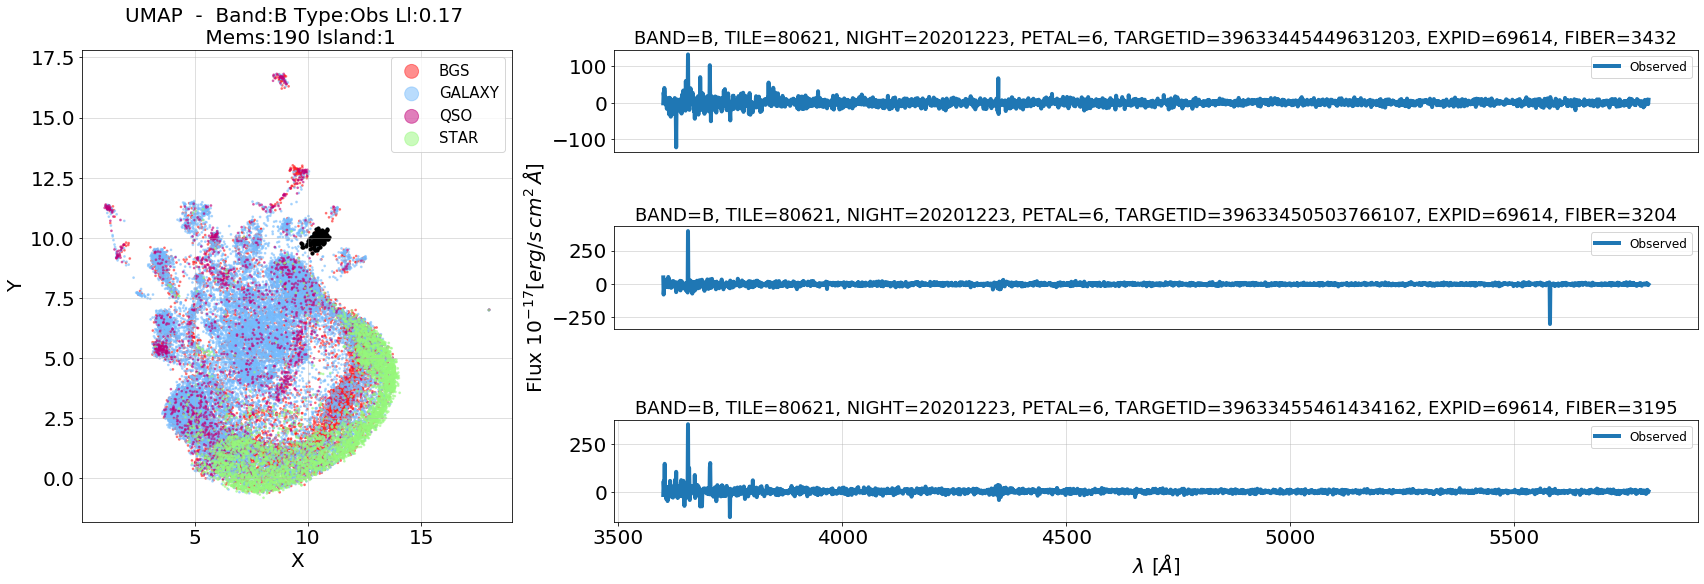 UMAP - Band:B Type:Obs Ll:0.17
Mems:190 Island:1
17.5
15.0
12.5
10.0
7.5
5.0
2.5
0.0
Y
5
10
15
X
BGS
GALAXY
QSO
STAR
Flux 10⁻¹⁷[erg/s cm² Å]
BAND=B, TILE=80621, NIGHT=20201223, PETAL=6, TARGETID=39633445449631203, EXPID=69614, FIBER=3432
100
0
−100
Observed
BAND=B, TILE=80621, NIGHT=20201223, PETAL=6, TARGETID=39633450503766107, EXPID=69614, FIBER=3204
250
0
−250
Observed
BAND=B, TILE=80621, NIGHT=20201223, PETAL=6, TARGETID=39633455461434162, EXPID=69614, FIBER=3195
250
0
Observed
3500
4000
4500
5000
5500
λ [Å]